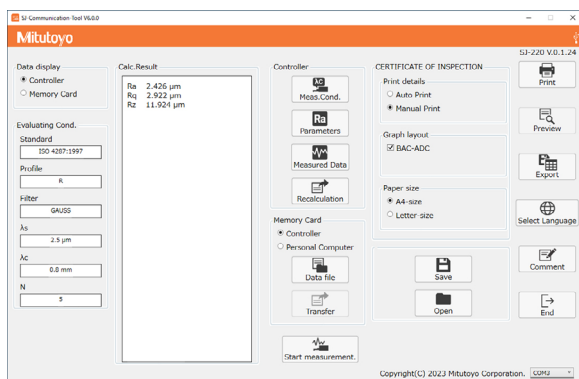 SJ-Communication-Tool V6.0.0
Mitutoyo
SJ-220 V.0.1.24
Data display
Controller
Memory Card
Evaluating Cond.
Standard
ISO 4287:1997
Profile
R
Filter
GAUSS
λs
2.5 µm
λc
0.8 mm
N
5
Calc.Result
Ra 2.426 µm
Rq 2.922 µm
Rz 11.924 µm
Controller
Meas.Cond.
Ra
Parameters
Measured Data
Recalculation
Memory Card
Controller
Personal Computer
Data file
Transfer
Start measurement.
CERTIFICATE OF INSPECTION
Print details
Auto Print
Manual Print
Graph layout
BAC-ADC
Paper size
A4-size
Letter-size
Save
Open
Print
Preview
Export
Select Language
Comment
End
Copyright(C) 2023 Mitutoyo Corporation.
COM3